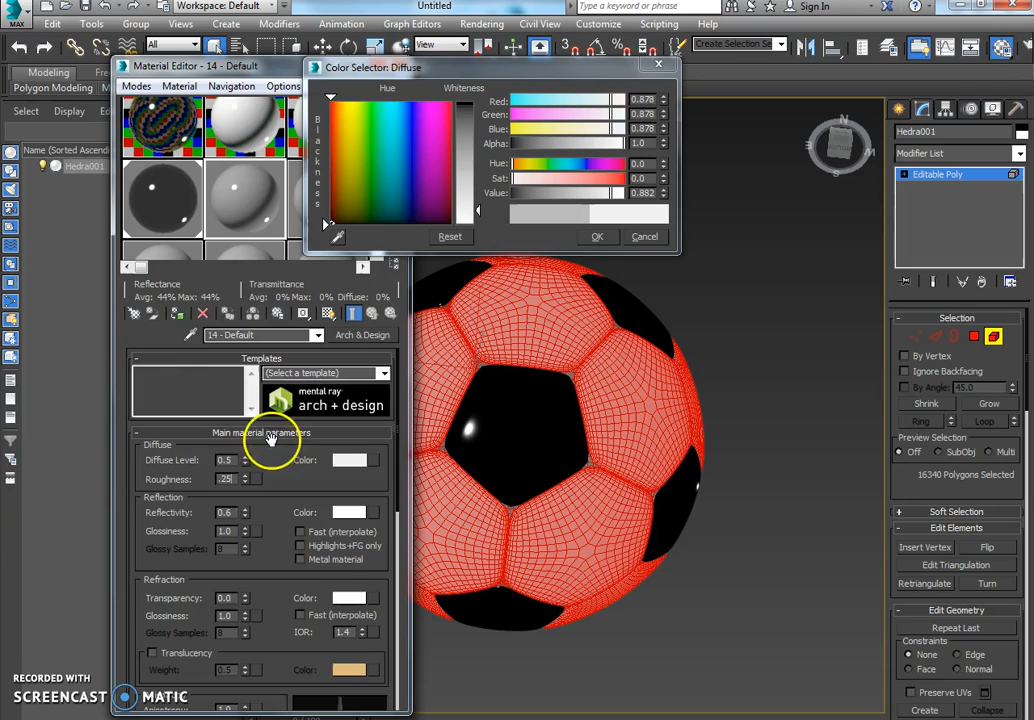 MAX
Workspace: Default
Untitled
Type a keyword or phrase
Sign In
Edit
Tools
Group
Views
Create
Modifiers
Animation
Graph Editors
Rendering
Civil View
Customize
Scripting
Help
All
View
Create Selection Se
Modeling
Polygon Modeling
Select
Display
Name (Sorted Ascend
Hedra001
Material Editor - 14 - Default
Modes
Material
Navigation
Options
Reflectance
Avg: 44% Max: 44%
Transmittance
Avg: 0% Max: 0% Diffuse: 0%
14 - Default
Arch & Design
Templates
(Select a template)
mental ray
arch + design
Main material parameters
Diffuse
Diffuse Level: 0.5
Color:
Roughness: .25
Reflection
Reflectivity: 0.6
Color:
Glossiness: 1.0
Fast (interpolate)
Highlights+FG only
Glossy Samples: 8
Metal material
Refraction
Transparency: 0.0
Color:
Glossiness: 1.0
Fast (interpolate)
Glossy Samples: 8
IOR: 1.4
Translucency
Weight: 0.5
Color:
1.0
Color Selector: Diffuse
Hue
Whiteness
Blackness
Red: 0.878
Green: 0.878
Blue: 0.878
Alpha: 1.0
Hue: 0.0
Sat: 0.0
Value: 0.882
Reset
OK
Cancel
N
W
S
Hedra001
Modifier List
Editable Poly
Selection
By Vertex
Ignore Backfacing
By Angle: 45.0
Shrink
Grow
Ring
Loop
Preview Selection
Off
SubObj
Multi
16340 Polygons Selected
Soft Selection
Edit Elements
Insert Vertex
Flip
Edit Triangulation
Retriangulate
Turn
Edit Geometry
Repeat Last
Constraints
None
Edge
Face
Normal
Preserve UVs
Create
Collapse
RECORDED WITH
SCREENCAST MATIC